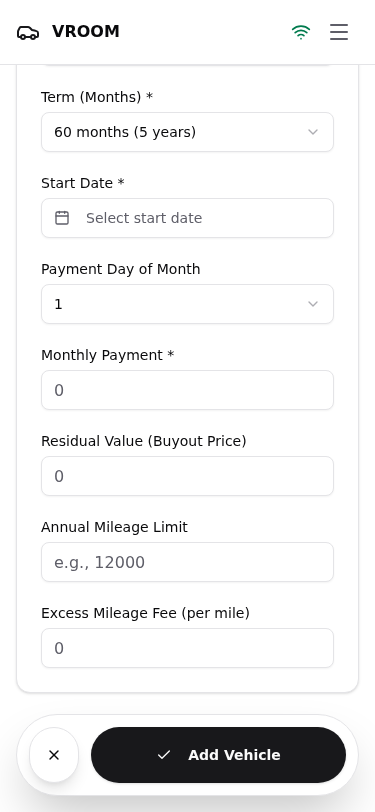 VROOM
Term (Months) *
60 months (5 years)
Start Date *
Select start date
Payment Day of Month
1
Monthly Payment *
0
Residual Value (Buyout Price)
0
Annual Mileage Limit
e.g., 12000
Excess Mileage Fee (per mile)
0
Add Vehicle